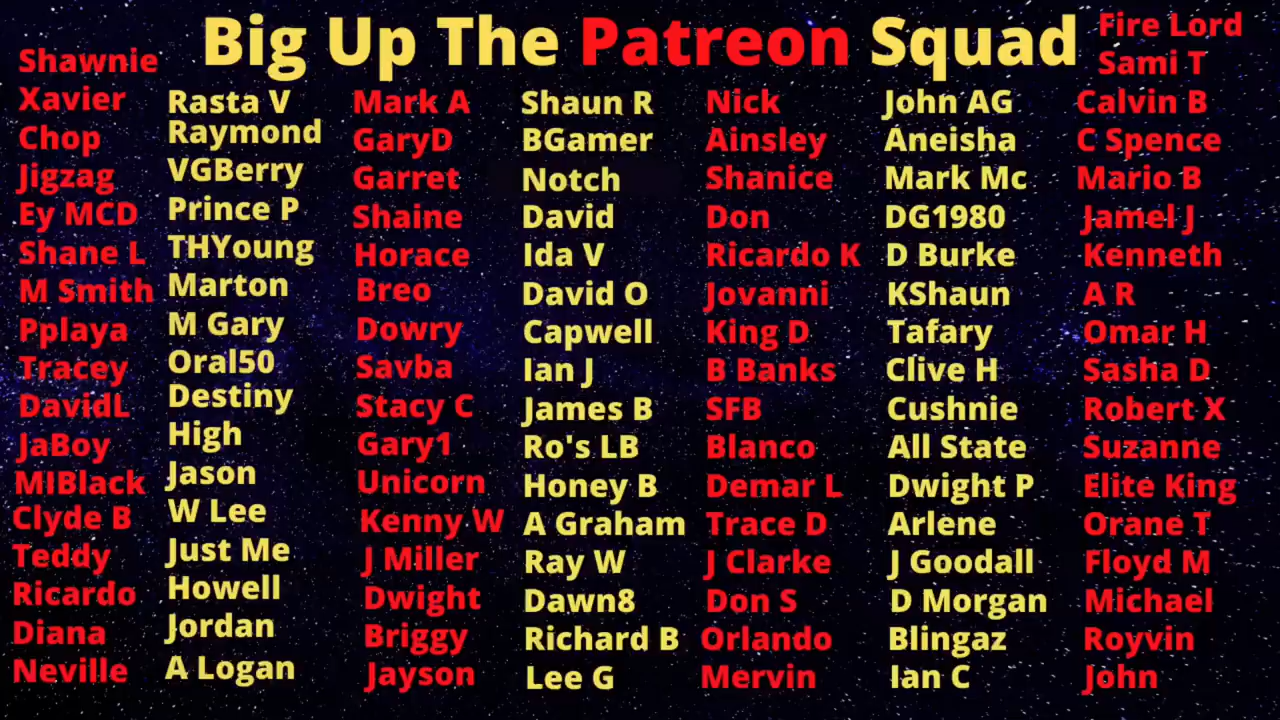 Big Up The Patreon Squad
Shawnie
Xavier
Chop
Jigzag
Ey MCD
Shane L
M Smith
Pplaya
Tracey
DavidL
JaBoy
MIBlack
Clyde B
Teddy
Ricardo
Diana
Neville
Rasta V
Raymond
VGBerry
Prince P
THYoung
Marton
M Gary
Oral50
Destiny
High
Jason
W Lee
Just Me
Howell
Jordan
A Logan
Mark A
GaryD
Garret
Shaine
Horace
Breo
Dowry
Savba
Stacy C
Gary1
Unicorn
Kenny W
J Miller
Dwight
Briggy
Jayson
Shaun R
BGamer
Notch
David
Ida V
David O
Capwell
Ian J
James B
Ro's LB
Honey B
A Graham
Ray W
Dawn8
Richard B
Lee G
Nick
Ainsley
Shanice
Don
Ricardo K
Jovanni
King D
B Banks
SFB
Blanco
Demar L
Trace D
J Clarke
Don S
Orlando
Mervin
John AG
Aneisha
Mark Mc
DG1980
D Burke
KShaun
Tafary
Clive H
Cushnie
All State
Dwight P
Arlene
J Goodall
D Morgan
Blingaz
Ian C
Fire Lord
Sami T
Calvin B
C Spence
Mario B
Jamel J
Kenneth
A R
Omar H
Sasha D
Robert X
Suzanne
Elite King
Orane T
Floyd M
Michael
Royvin
John